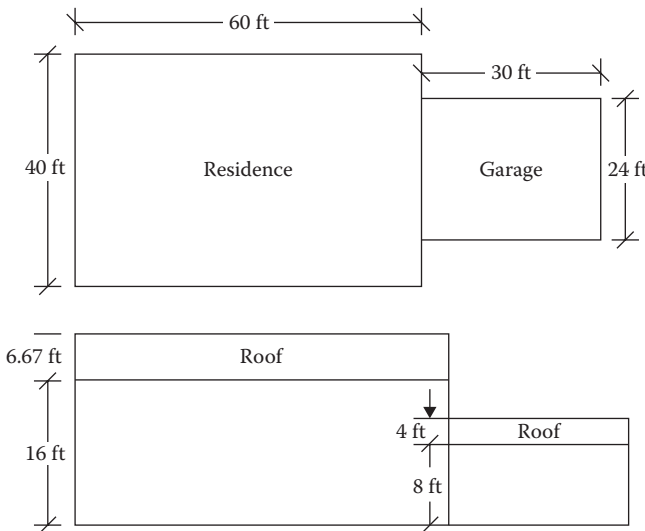 60 ft
30 ft
40 ft
Residence
Garage
24 ft
6.67 ft
Roof
4 ft
Roof
16 ft
8 ft